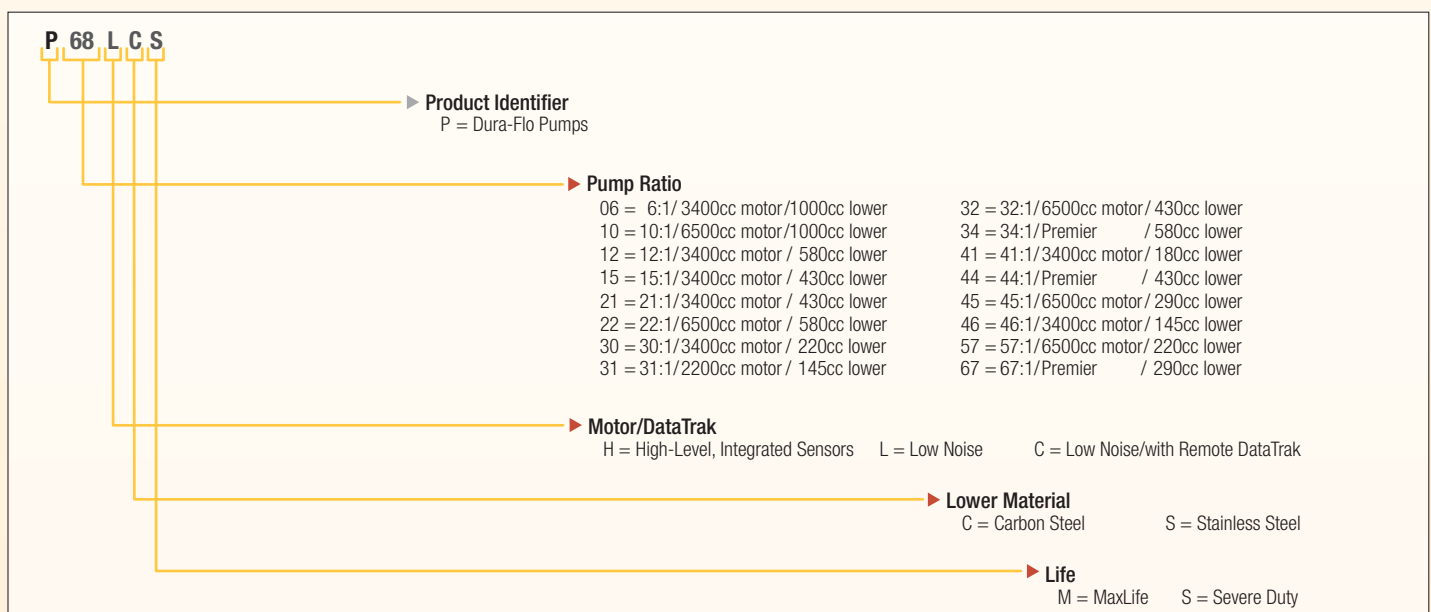 P 68 L C S
Product Identifier
P = Dura-Flo Pumps
Pump Ratio
06 = 6:1/ 3400cc motor/1000cc lower
10 = 10:1/6500cc motor/1000cc lower
12 = 12:1/3400cc motor / 580cc lower
15 = 15:1/3400cc motor / 430cc lower
21 = 21:1/3400cc motor / 430cc lower
22 = 22:1/6500cc motor / 580cc lower
30 = 30:1/3400cc motor / 220cc lower
31 = 31:1/2200cc motor / 145cc lower
32 = 32:1/6500cc motor/ 430cc lower
34 = 34:1/Premier / 580cc lower
41 = 41:1/3400cc motor/ 180cc lower
44 = 44:1/Premier / 430cc lower
45 = 45:1/6500cc motor/ 290cc lower
46 = 46:1/3400cc motor/ 145cc lower
57 = 57:1/6500cc motor/ 220cc lower
67 = 67:1/Premier / 290cc lower
Motor/DataTrak
H = High-Level, Integrated Sensors L = Low Noise C = Low Noise/with Remote DataTrak
Lower Material
C = Carbon Steel S = Stainless Steel
Life
M = MaxLife S = Severe Duty